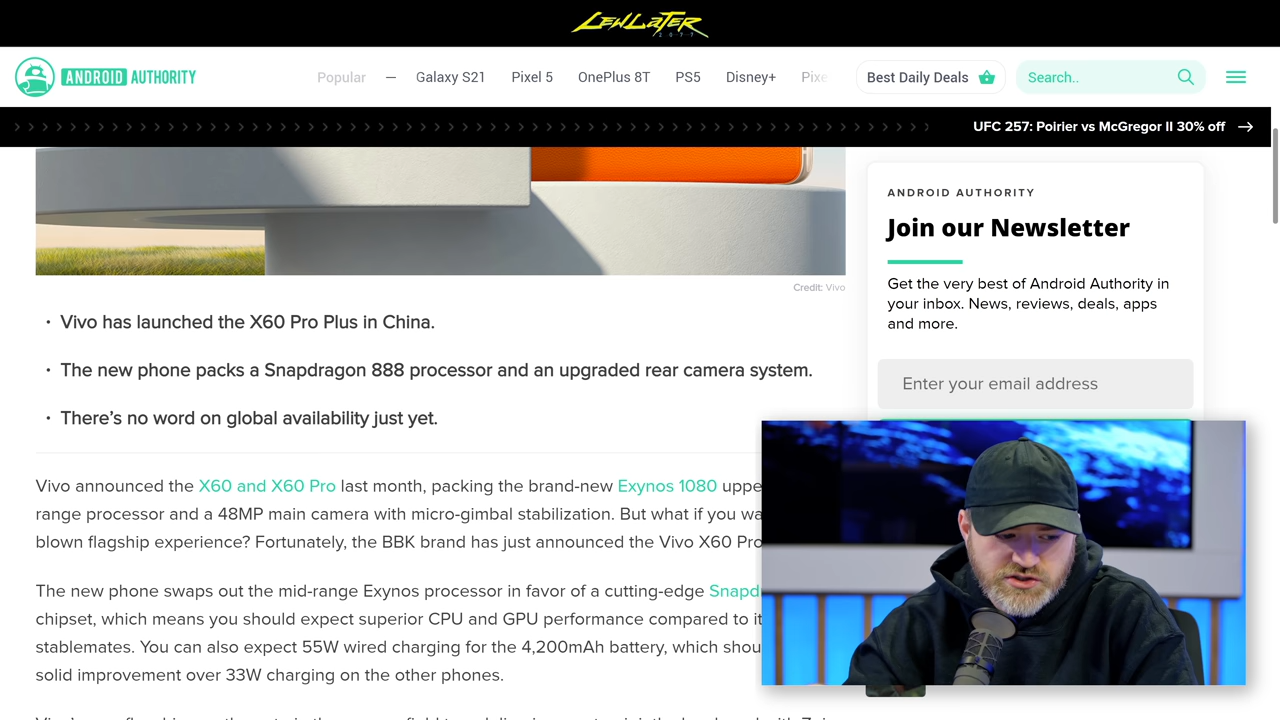 LEWLATER
2077
ANDROID AUTHORITY
Popular — Galaxy S21 Pixel 5 OnePlus 8T PS5 Disney+ Pixe
Best Daily Deals
Search..
UFC 257: Poirier vs McGregor II 30% off
Credit: Vivo
• Vivo has launched the X60 Pro Plus in China.
• The new phone packs a Snapdragon 888 processor and an upgraded rear camera system.
• There’s no word on global availability just yet.
Vivo announced the X60 and X60 Pro last month, packing the brand-new Exynos 1080 uppe
range processor and a 48MP main camera with micro-gimbal stabilization. But what if you wa
blown flagship experience? Fortunately, the BBK brand has just announced the Vivo X60 Pro
The new phone swaps out the mid-range Exynos processor in favor of a cutting-edge Snapd
chipset, which means you should expect superior CPU and GPU performance compared to it
stablemates. You can also expect 55W wired charging for the 4,200mAh battery, which shou
solid improvement over 33W charging on the other phones.
ANDROID AUTHORITY
Join our Newsletter
Get the very best of Android Authority in
your inbox. News, reviews, deals, apps
and more.
Enter your email address